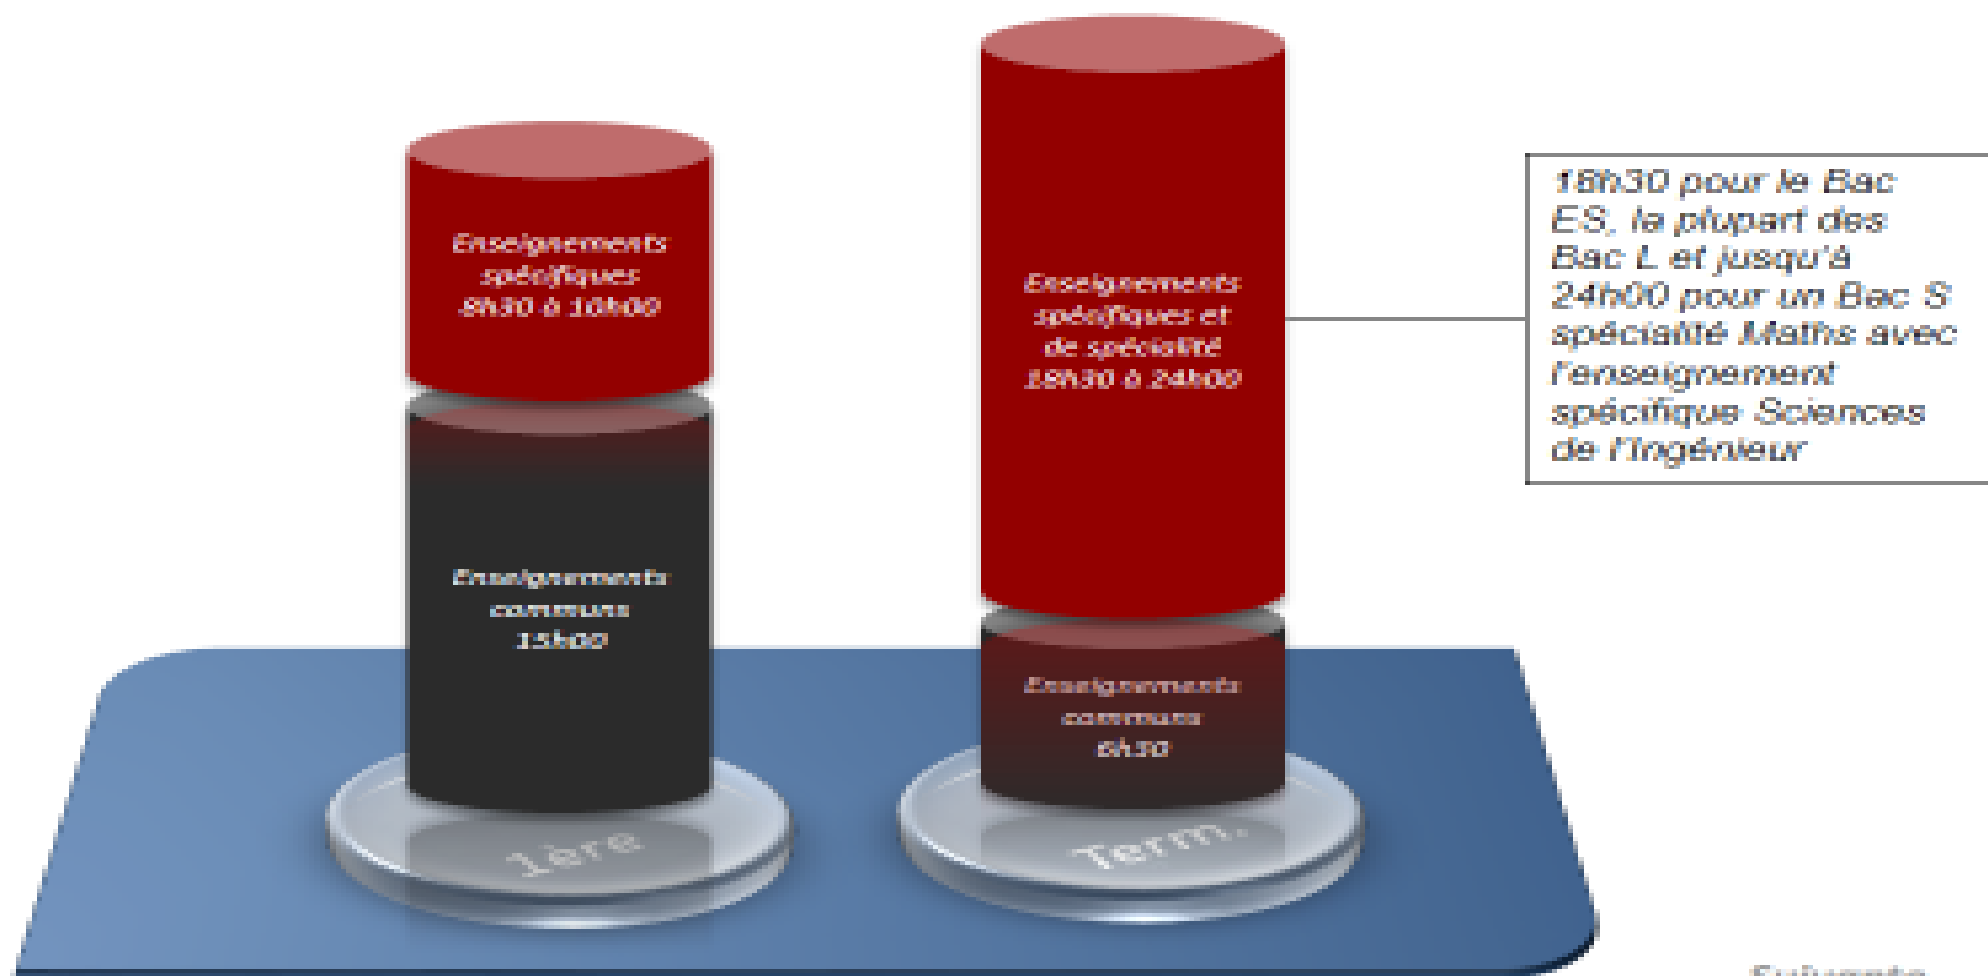 Enseignements
spécifiques
8h30 à 10h00
Enseignements
communs
15h00
1ère
Enseignements
spécifiques et
de spécialité
18h30 à 24h00
Enseignements
communs
6h30
Term.
18h30 pour le Bac
ES, la plupart des
Bac L et jusqu'à
24h00 pour un Bac S
spécialité Maths avec
l'enseignement
spécifique Sciences
de l'Ingénieur